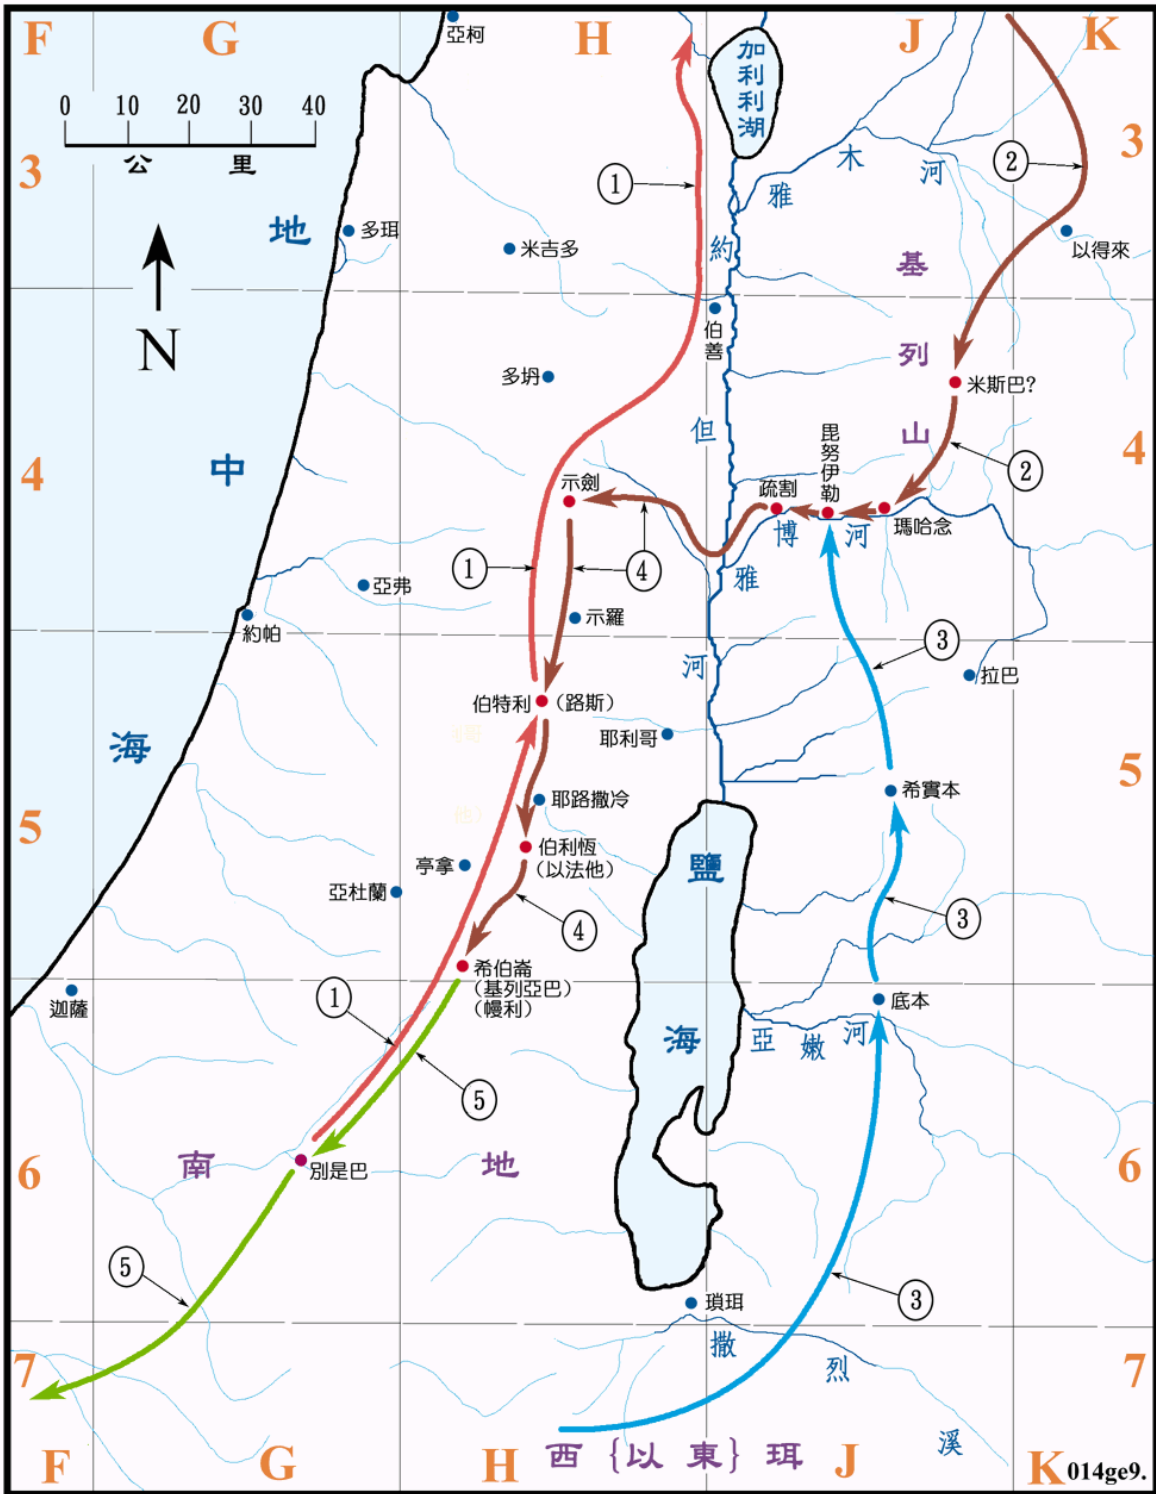 F
G
H
J
K
亞柯
0 10 20 30 40
公里
加利利湖
3
3
①
②
雅木河
地
多珥
米吉多
約
基
以得來
N
伯善
列
多坍
米斯巴?
中
但
山
毘努伊勒
4
4
②
示劍
疏割
瑪哈念
博河
①
④
雅
亞弗
約帕
示羅
③
河
拉巴
伯特利
(路斯)
耶利哥
海
5
5
耶路撒冷
希實本
伯利恆
(以法他)
鹽
亭拿
亞杜蘭
④
③
希伯崙
(基列亞巴)
(幔利)
迦薩
①
底本
海
亞嫩河
⑤
6
南
地
6
別是巴
⑤
③
瑣珥
撒烈溪
7
7
西{以東}珥
F
G
H
J
K
014ge9.